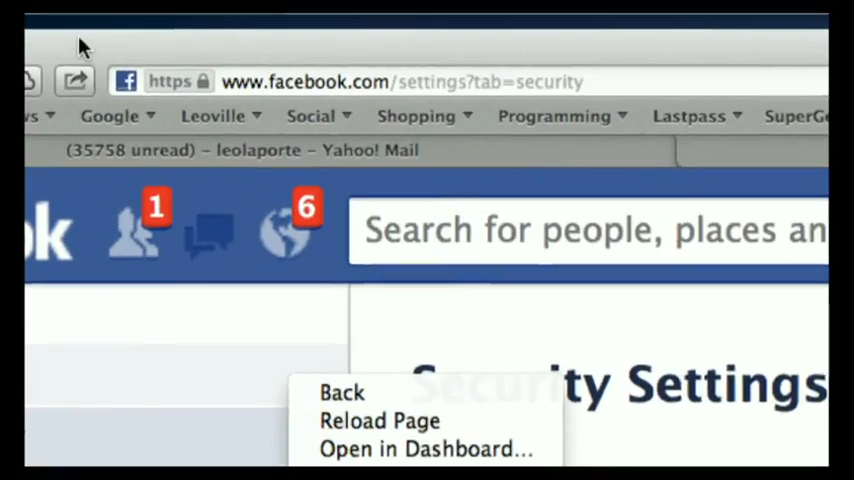 https www.facebook.com/settings?tab=security
Google Leoville Social Shopping Programming Lastpass
(35758 unread) – leolaporte – Yahoo! Mail
1 6 Search for people, places an
Security Settings
Back
Reload Page
Open in Dashboard...